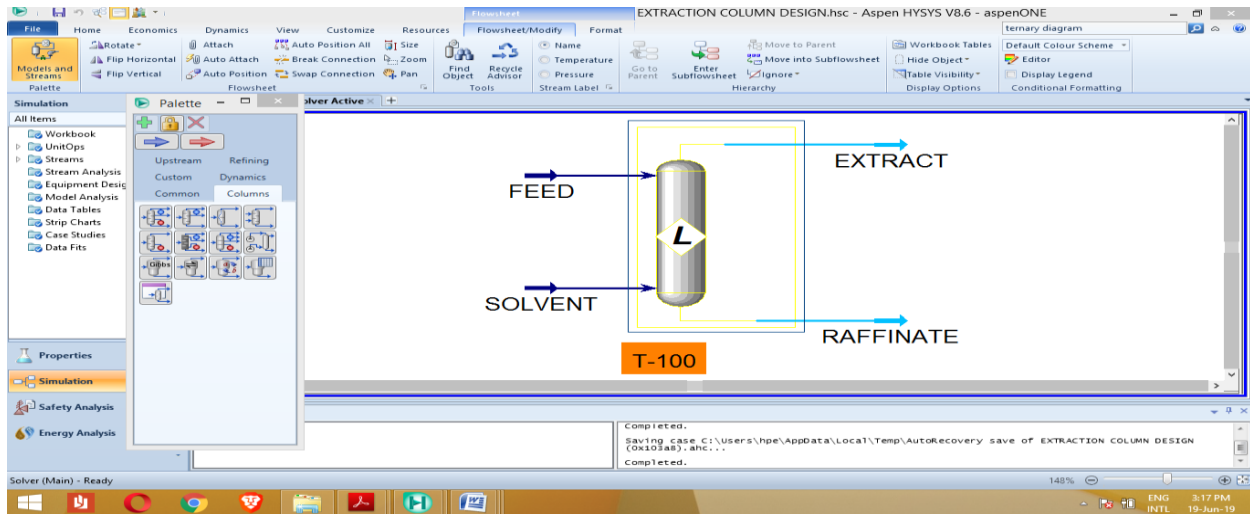 Flowsheet
EXTRACTION COLUMN DESIGN.hsc - Aspen HYSYS V8.6 - aspenONE
File Home Economics Dynamics View Customize Resources Flowsheet/Modify Format ternary diagram
Models and Streams
Palette
Rotate Attach Auto Position All Size
Flip Horizontal Auto Attach Break Connection Zoom
Flip Vertical Auto Position Swap Connection Pan
Flowsheet
Find Object Recycle Advisor
Tools
Name
Temperature
Pressure
Stream Label
Go to Parent Enter Subflowsheet
Move to Parent
Move into Subflowsheet
Ignore
Hierarchy
Workbook Tables
Hide Object
Table Visibility
Display Options
Default Colour Scheme
Editor
Display Legend
Conditional Formatting
Simulation
All Items
Workbook
UnitOps
Streams
Stream Analysis
Equipment Desig
Model Analysis
Data Tables
Strip Charts
Case Studies
Data Fits
Properties
Simulation
Safety Analysis
Energy Analysis
Palette
Upstream Refining
Custom Dynamics
Common Columns
Gibbs
olver Active
EXTRACT
FEED
L
SOLVENT
RAFFINATE
T-100
Completed.
Saving case C:\Users\hpe\AppData\Local\Temp\AutoRecovery save of EXTRACTION COLUMN DESIGN
(0x103a8).ahc...
Completed.
Solver (Main) - Ready
148%
ENG
INTL
3:17 PM
19-Jun-19